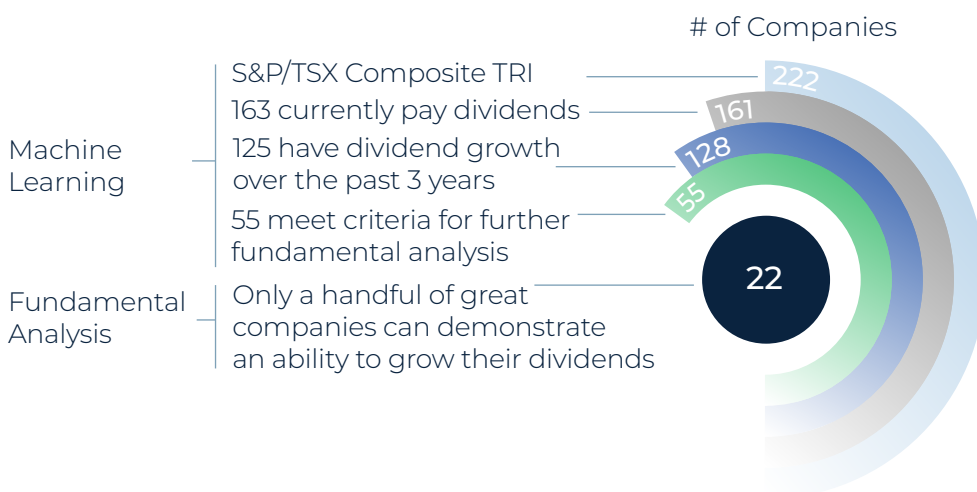 # of Companies
S&P/TSX Composite TRI
222
163 currently pay dividends
161
Machine
Learning
125 have dividend growth
over the past 3 years
128
55 meet criteria for further
fundamental analysis
55
Fundamental
Analysis
Only a handful of great
companies can demonstrate
an ability to grow their dividends
22